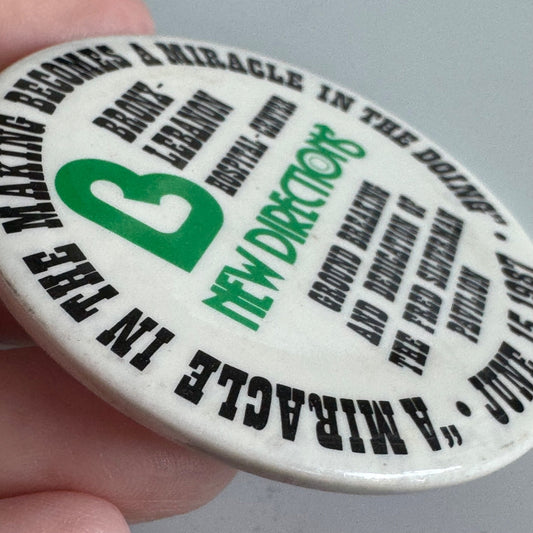 "A MIRACLE IN THE MAKING BECOMES A MIRACLE IN THE DOING" • JUNE 15, 1987 •
BRONX-
LEBANON
HOSPITAL CENTER
NEW DIRECTIONS
GROUND BREAKING
AND DEDICATION OF
THE FRED SILVERMAN
PAVILION